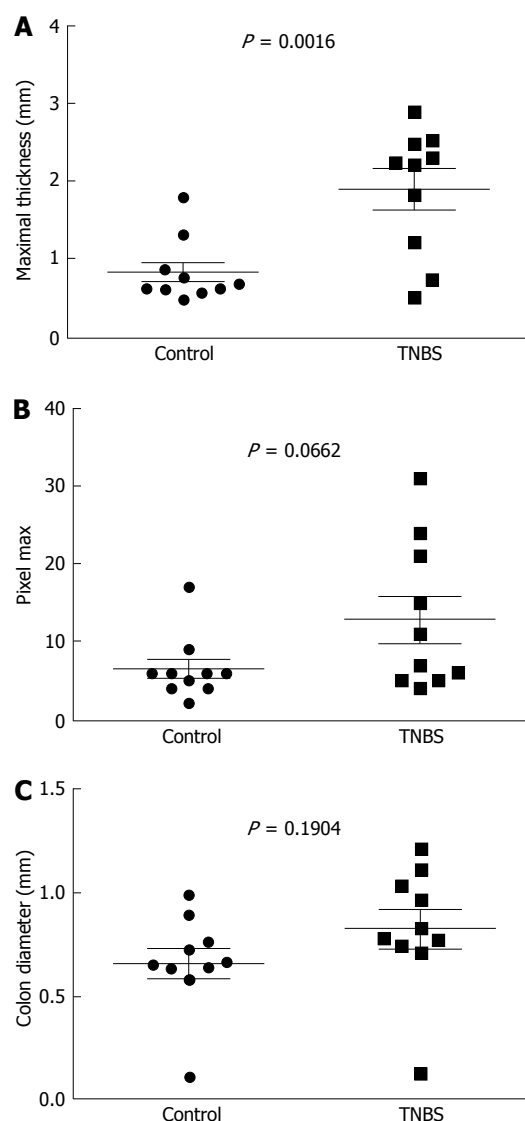 A
P = 0.0016
Maximal thickness (mm)
4
3
2
1
0
Control TNBS
B
P = 0.0662
Pixel max
40
30
20
10
0
Control TNBS
C
P = 0.1904
Colon diameter (mm)
1.5
1.0
0.5
0.0
Control TNBS